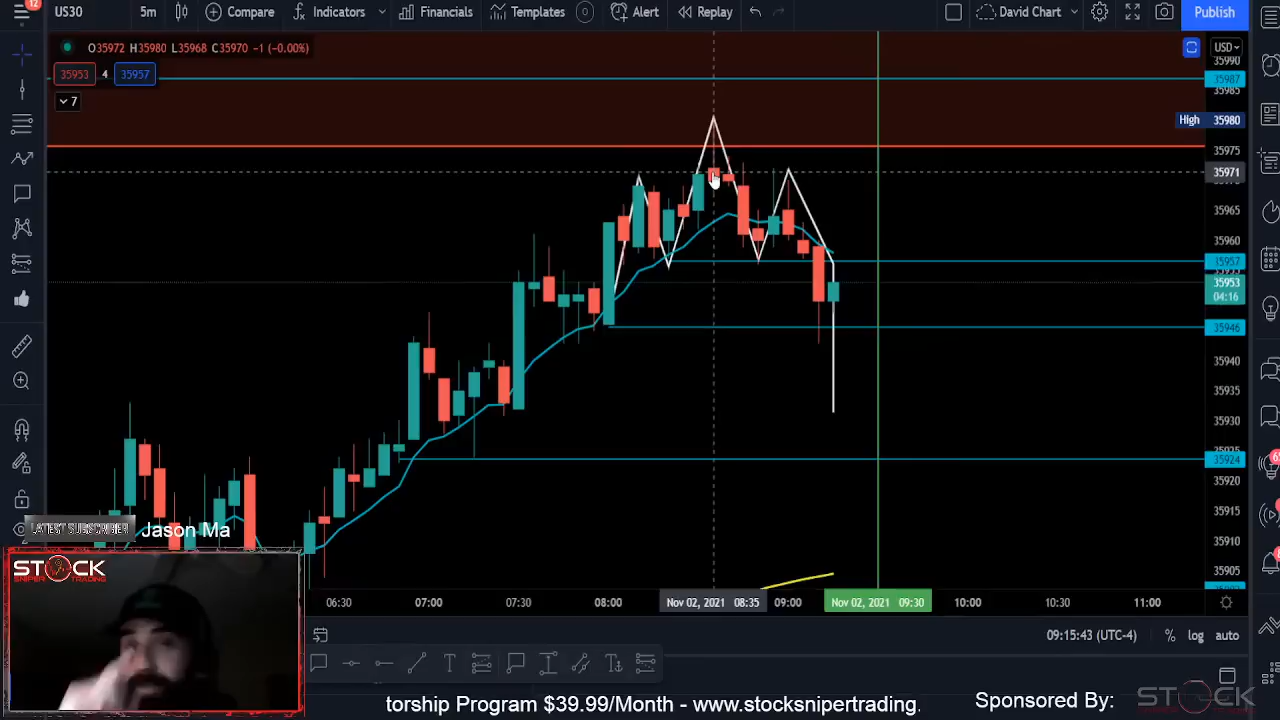 12
US30 5m Compare Indicators Financials Templates Alert Replay David Chart Publish
O35972 H35980 L35968 C35970 −1 (−0.00%)
35953 4 35957
7
USD
35990
35987
35985
High 35980
35975
35971
35965
35960
35957
35953
04:16
35946
35940
35935
35930
35924
35920
35915
35910
35905
LATEST SUBSCRIBER Jason Ma
STOCK
SNIPER TRADING
06:30 07:00 07:30 08:00 Nov 02, 2021 08:35 09:00 Nov 02, 2021 09:30 10:00 10:30 11:00
09:15:43 (UTC-4) % log auto
torship Program $39.99/Month - www.stocksnipertrading.
Sponsored By:
STOCK